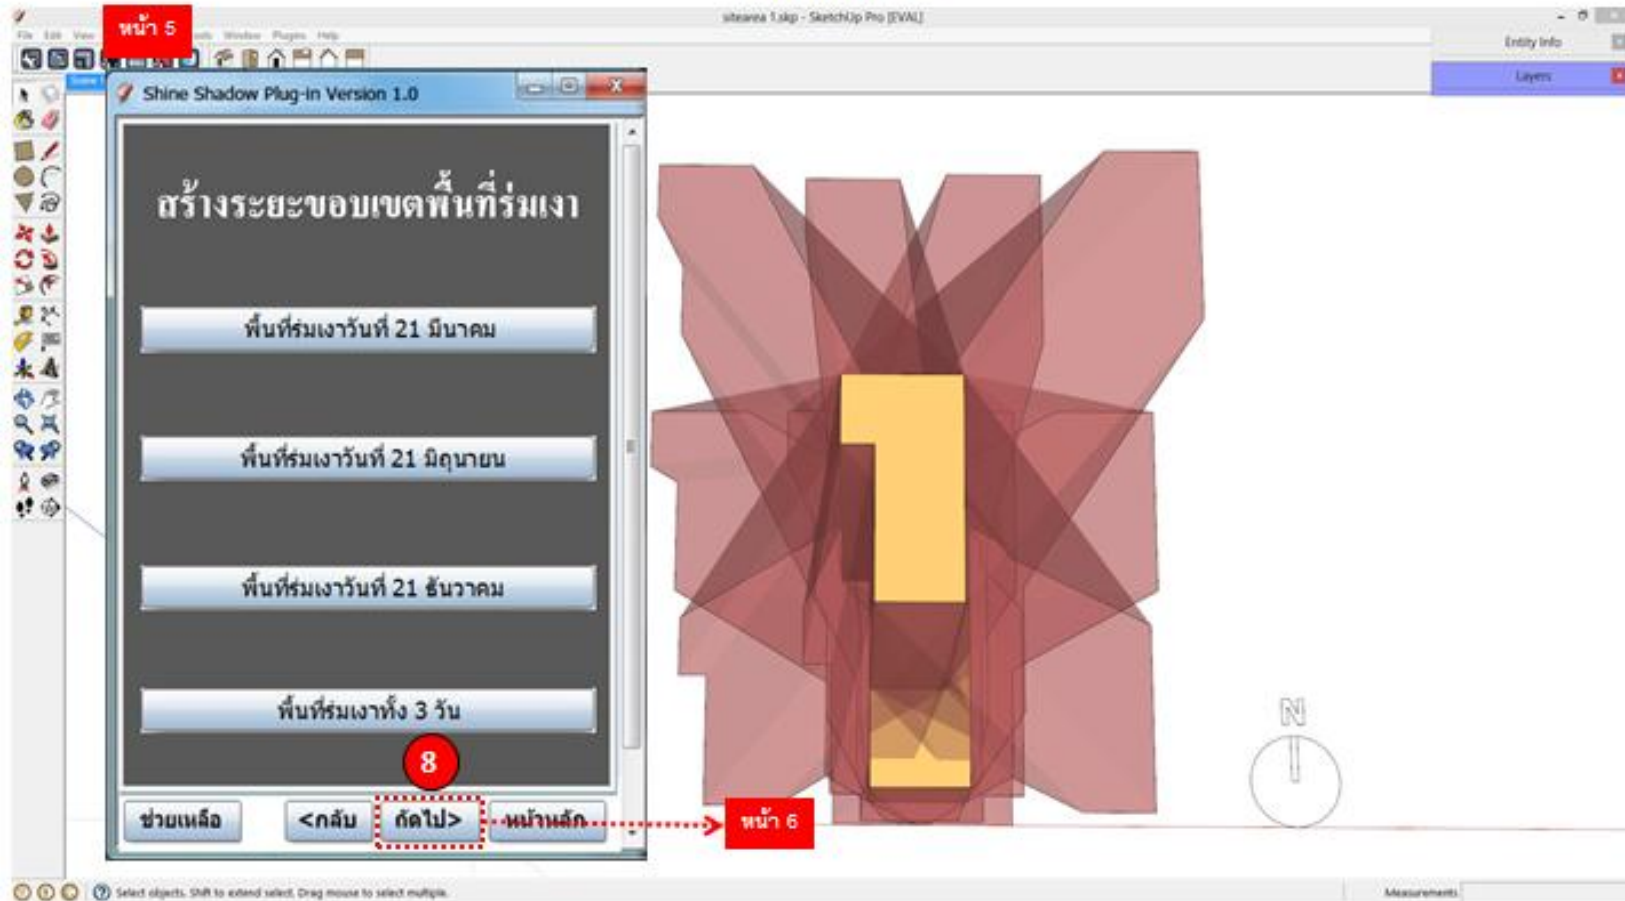 sitearea 1.skp - SketchUp Pro [EVAL]
หน้า 5
File Edit View Window Plugins Help
Entity Info
Layers
Shine Shadow Plug-in Version 1.0
สร้างระยะขอบเขตพื้นที่ร่มเงา
พื้นที่ร่มเงาวันที่ 21 มีนาคม
พื้นที่ร่มเงาวันที่ 21 มิถุนายน
พื้นที่ร่มเงาวันที่ 21 ธันวาคม
พื้นที่ร่มเงาทั้ง 3 วัน
8
ช่วยเหลือ <กลับ ถัดไป> หน้าหลัก
หน้า 6
N
Select objects. Shift to extend select. Drag mouse to select multiple.
Measurements